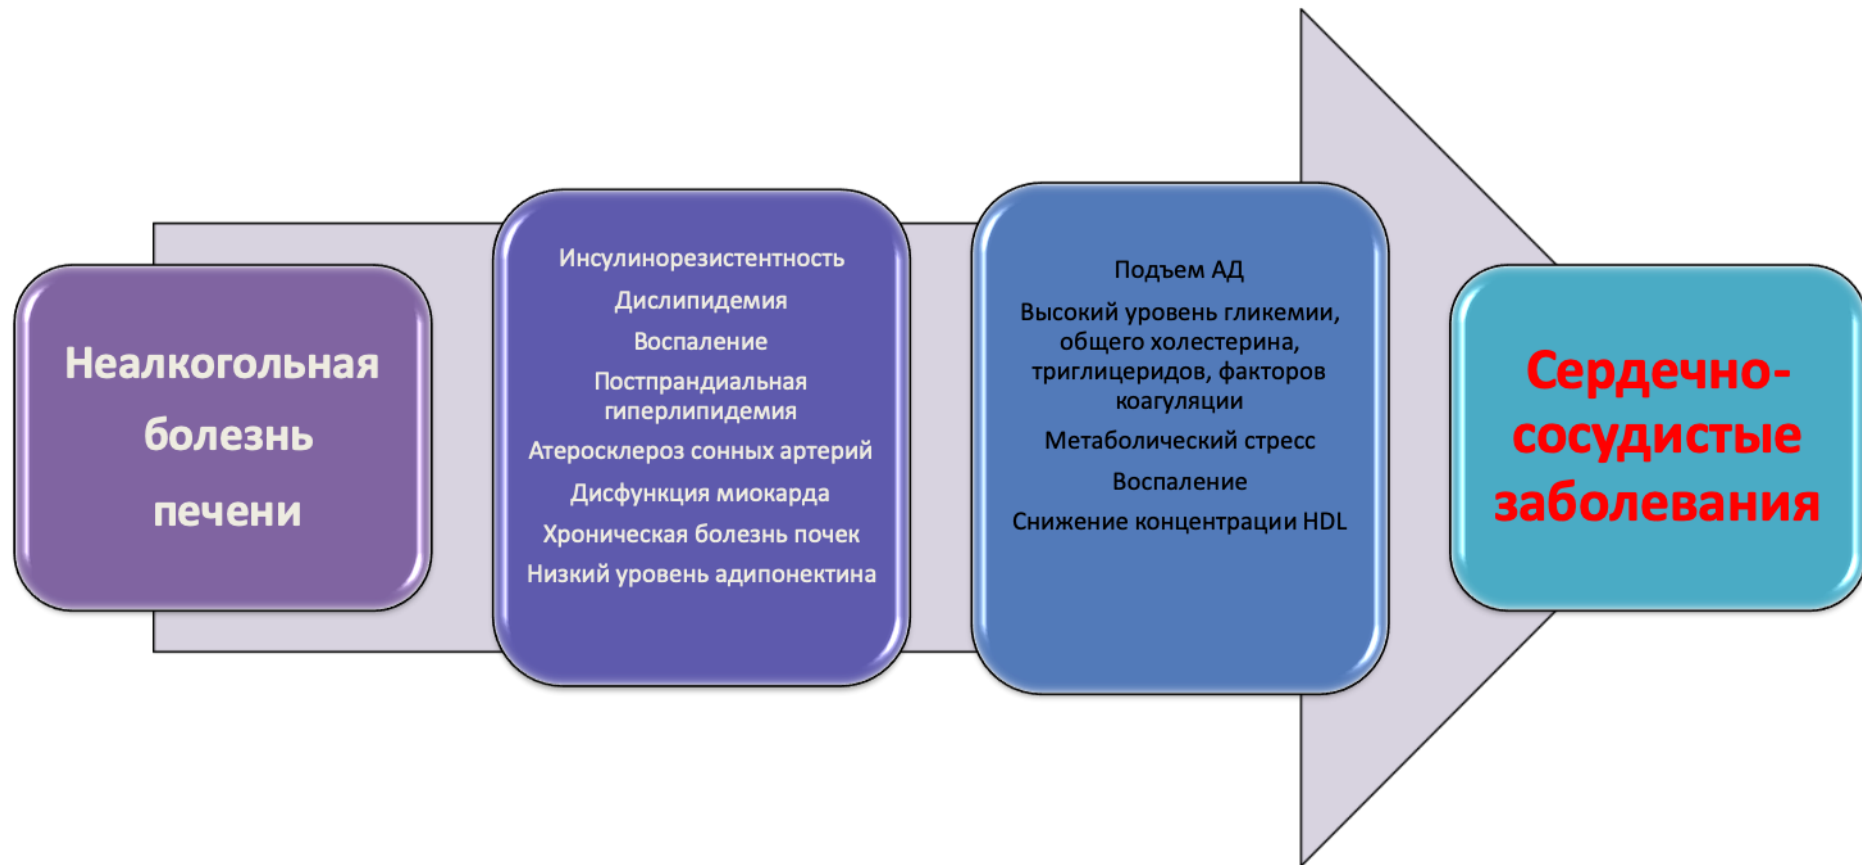 Неалкогольная
болезнь
печени
Инсулинорезистентность
Дислипидемия
Воспаление
Постпрандиальная
гиперлипидемия
Атеросклероз сонных артерий
Дисфункция миокарда
Хроническая болезнь почек
Низкий уровень адипонектина
Подъем АД
Высокий уровень гликемии,
общего холестерина,
триглицеридов, факторов
коагуляции
Метаболический стресс
Воспаление
Снижение концентрации HDL
Сердечно-
сосудистые
заболевания